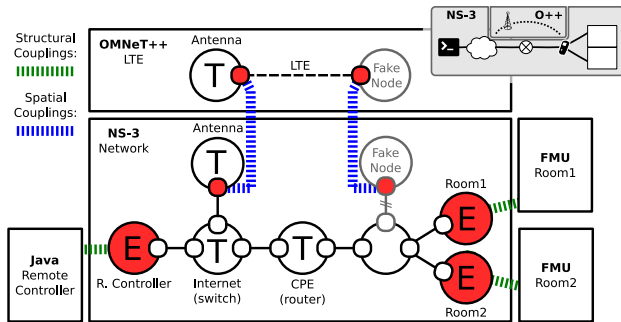 Structural
Couplings:
Spatial
Couplings:
OMNeT++
LTE
Antenna
T
LTE
Fake
Node
NS-3
O++
NS-3
Network
Antenna
T
Fake
Node
Java
Remote
Controller
E
R. Controller
T
Internet
(switch)
T
CPE
(router)
Room1
E
E
Room2
FMU
Room1
FMU
Room2